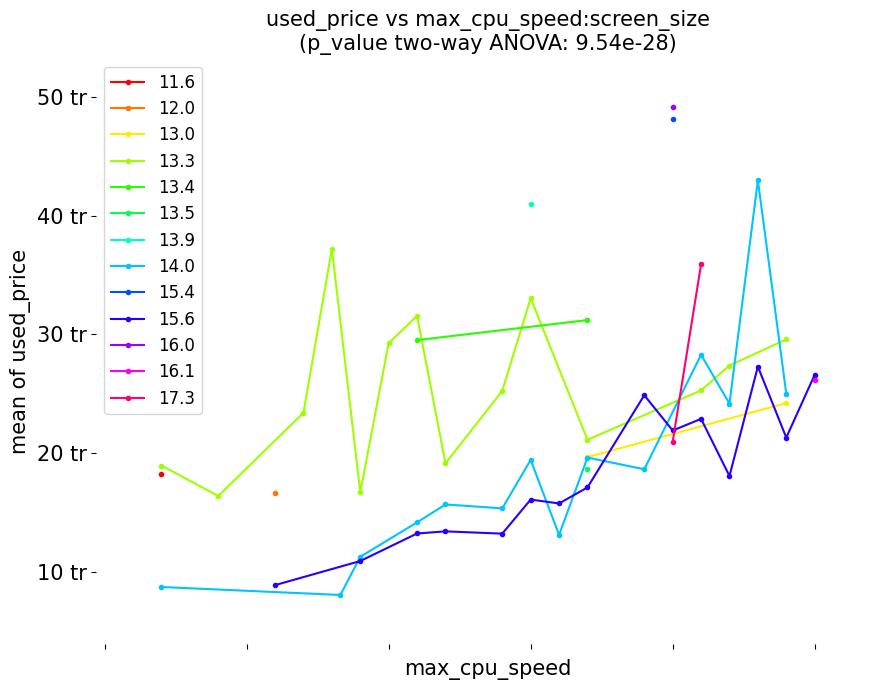 used_price vs max_cpu_speed:screen_size
(p_value two-way ANOVA: 9.54e-28)
50 tr
40 tr
30 tr
20 tr
10 tr
mean of used_price
11.6
12.0
13.0
13.3
13.4
13.5
13.9
14.0
15.4
15.6
16.0
16.1
17.3
max_cpu_speed